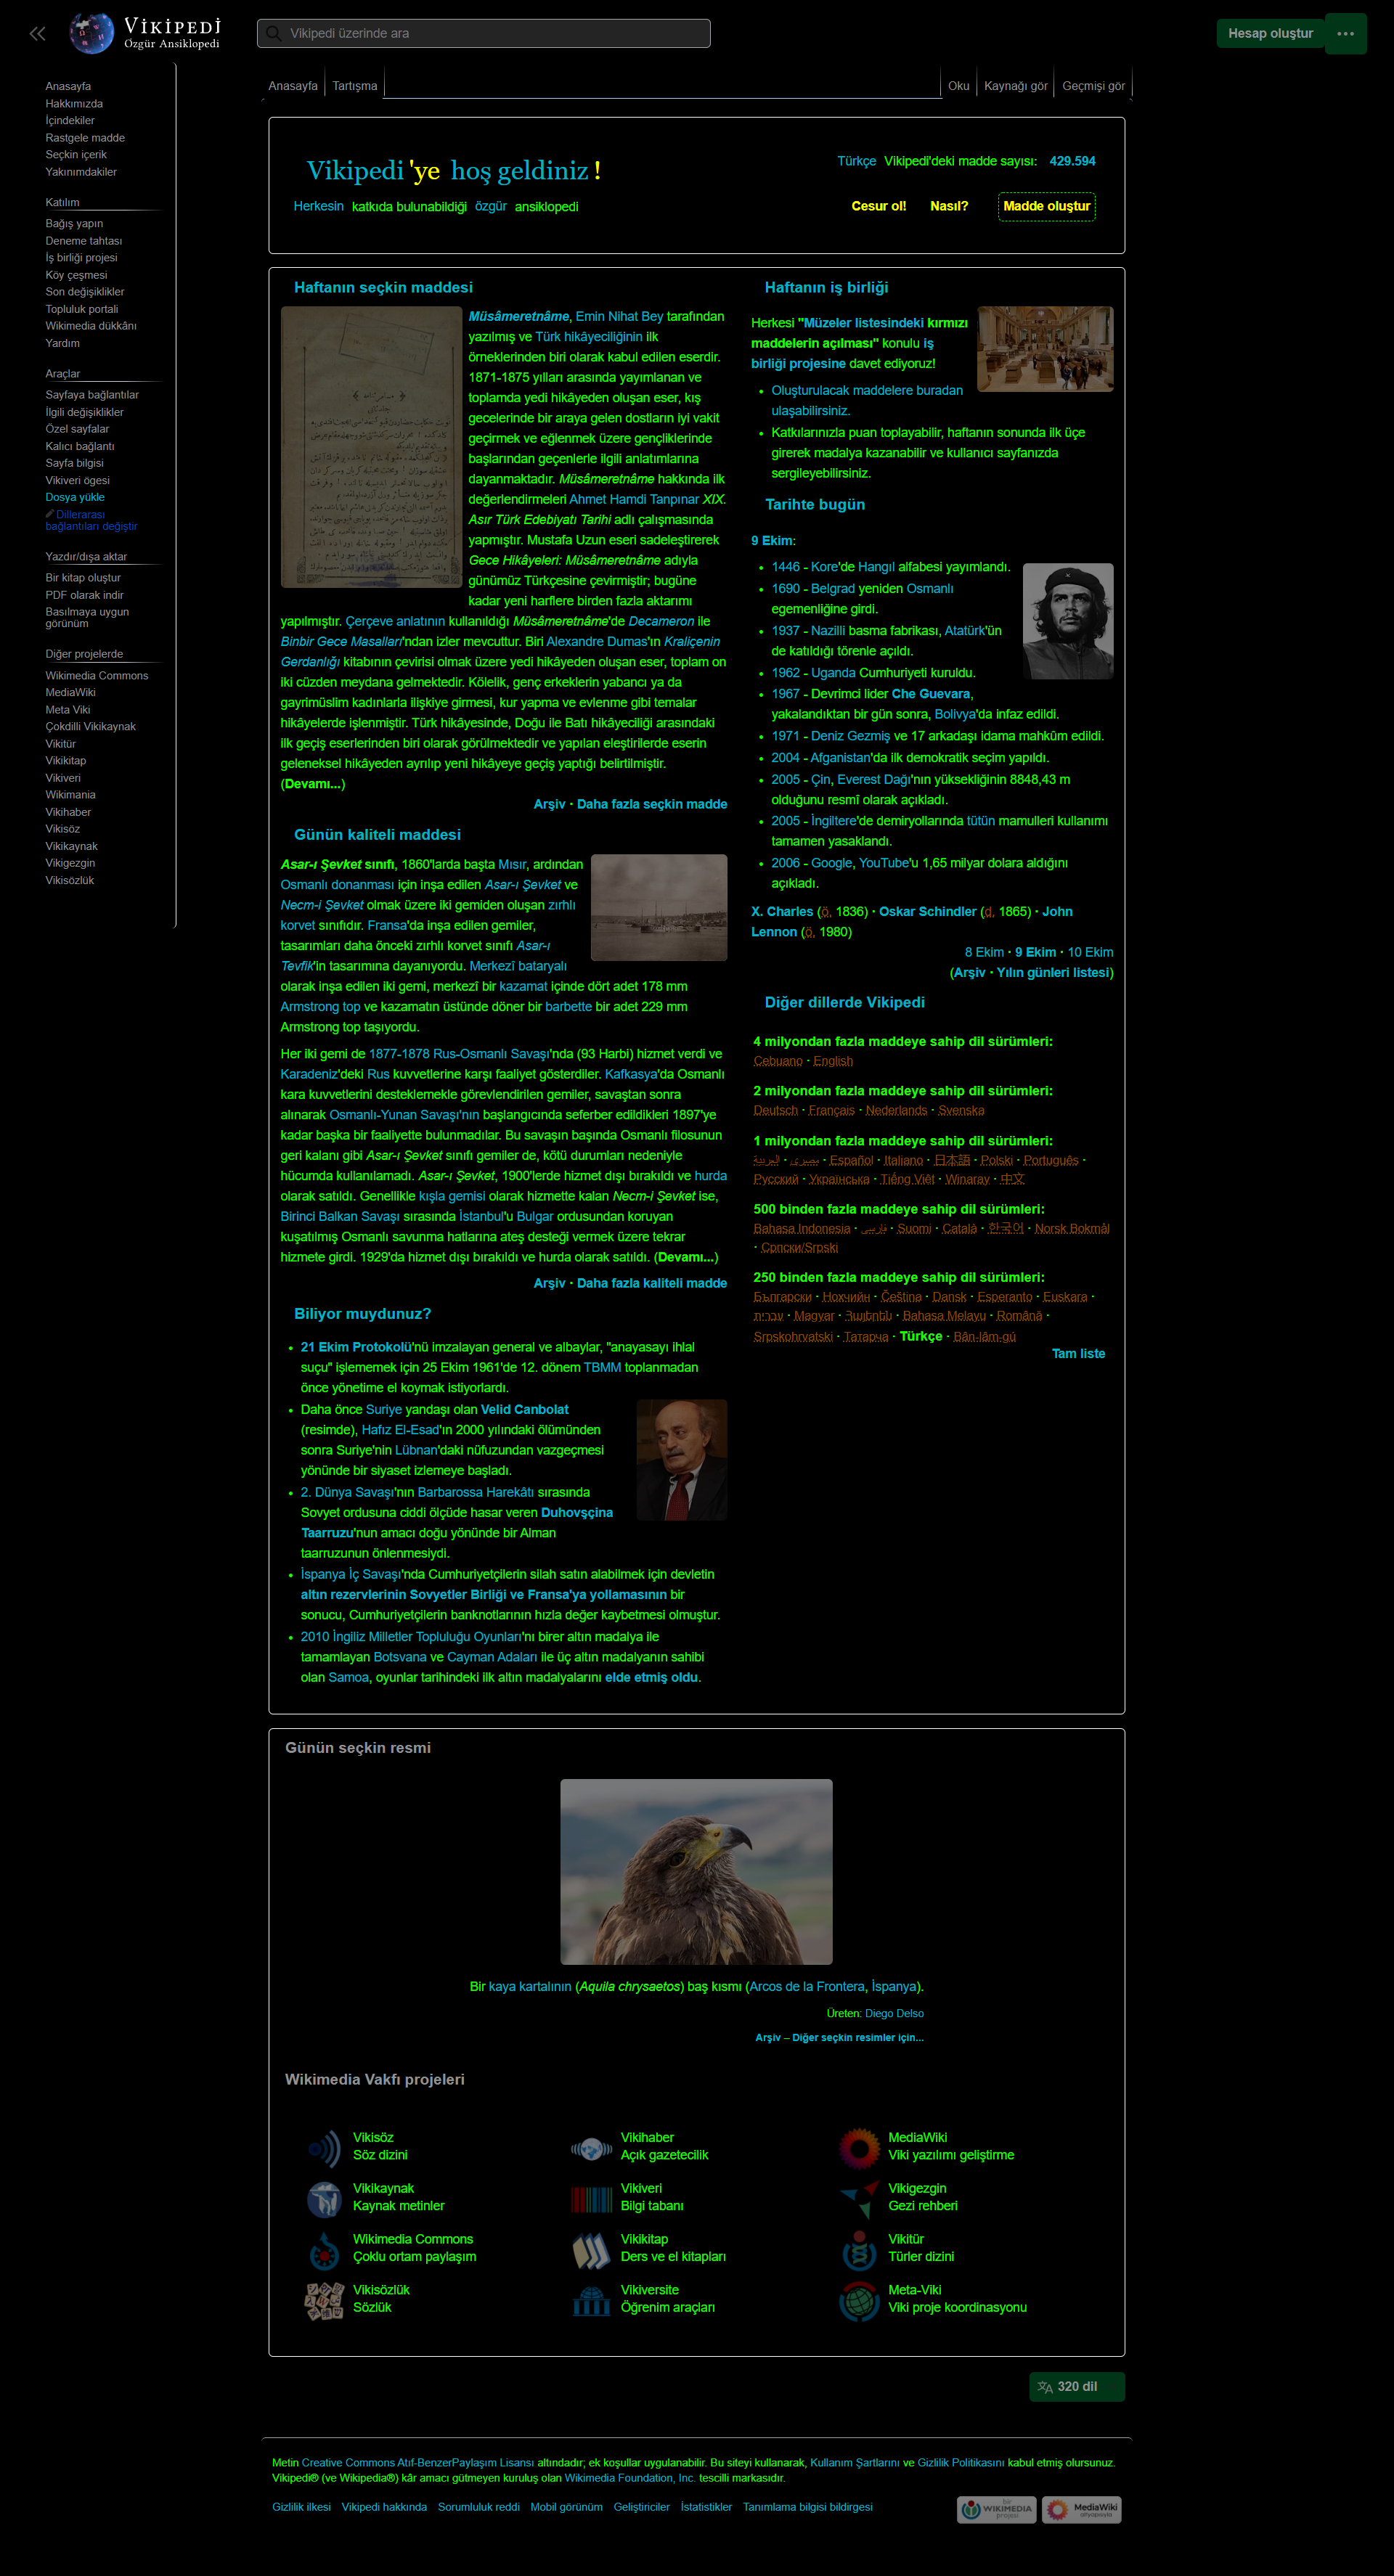 VİKİPEDİ
Özgür Ansiklopedi
Vikipedi üzerinde ara
Hesap oluştur
Anasayfa
Hakkımızda
İçindekiler
Rastgele madde
Seçkin içerik
Yakınımdakiler
Katılım
Bağış yapın
Deneme tahtası
İş birliği projesi
Köy çeşmesi
Son değişiklikler
Topluluk portali
Wikimedia dükkânı
Yardım
Araçlar
Sayfaya bağlantılar
İlgili değişiklikler
Özel sayfalar
Kalıcı bağlantı
Sayfa bilgisi
Vikiveri ögesi
Dosya yükle
Dillerarası
bağlantıları değiştir
Yazdır/dışa aktar
Bir kitap oluştur
PDF olarak indir
Basılmaya uygun
görünüm
Diğer projelerde
Wikimedia Commons
MediaWiki
Meta Viki
Çokdilli Vikikaynak
Vikitür
Vikikitap
Vikiveri
Wikimania
Vikihaber
Vikisöz
Vikikaynak
Vikigezgin
Vikisözlük
Anasayfa Tartışma
Oku Kaynağı gör Geçmişi gör
Vikipedi 'ye hoş geldiniz !
Herkesin katkıda bulunabildiği özgür ansiklopedi
Türkçe Vikipedi'deki madde sayısı: 429.594
Cesur ol! Nasıl? Madde oluştur
Haftanın seçkin maddesi
Müsâmeretnâme, Emin Nihat Bey tarafından
yazılmış ve Türk hikâyeciliğinin ilk
örneklerinden biri olarak kabul edilen eserdir.
1871-1875 yılları arasında yayımlanan ve
toplamda yedi hikâyeden oluşan eser, kış
gecelerinde bir araya gelen dostların iyi vakit
geçirmek ve eğlenmek üzere gençliklerinde
başlarından geçenlerle ilgili anlatımlarına
dayanmaktadır. Müsâmeretnâme hakkında ilk
değerlendirmeleri Ahmet Hamdi Tanpınar XIX.
Asır Türk Edebiyatı Tarihi adlı çalışmasında
yapmıştır. Mustafa Uzun eseri sadeleştirerek
Gece Hikâyeleri: Müsâmeretnâme adıyla
günümüz Türkçesine çevirmiştir; bugüne
kadar yeni harflere birden fazla aktarımı
yapılmıştır. Çerçeve anlatının kullanıldığı Müsâmeretnâme'de Decameron ile
Binbir Gece Masalları'ndan izler mevcuttur. Biri Alexandre Dumas'ın Kraliçenin
Gerdanlığı kitabının çevirisi olmak üzere yedi hikâyeden oluşan eser, toplam on
iki cüzden meydana gelmektedir. Kölelik, genç erkeklerin yabancı ya da
gayrimüslim kadınlarla ilişkiye girmesi, kur yapma ve evlenme gibi temalar
hikâyelerde işlenmiştir. Türk hikâyesinde, Doğu ile Batı hikâyeciliği arasındaki
ilk geçiş eserlerinden biri olarak görülmektedir ve yapılan eleştirilerde eserin
geleneksel hikâyeden ayrılıp yeni hikâyeye geçiş yaptığı belirtilmiştir.
(Devamı...)
Arşiv · Daha fazla seçkin madde
Günün kaliteli maddesi
Asar-ı Şevket sınıfı, 1860'larda başta Mısır, ardından
Osmanlı donanması için inşa edilen Asar-ı Şevket ve
Necm-i Şevket olmak üzere iki gemiden oluşan zırhlı
korvet sınıfıdır. Fransa'da inşa edilen gemiler,
tasarımları daha önceki zırhlı korvet sınıfı Asar-ı
Tevfik'in tasarımına dayanıyordu. Merkezî bataryalı
olarak inşa edilen iki gemi, merkezî bir kazamat içinde dört adet 178 mm
Armstrong top ve kazamatın üstünde döner bir barbette bir adet 229 mm
Armstrong top taşıyordu.
Her iki gemi de 1877-1878 Rus-Osmanlı Savaşı'nda (93 Harbi) hizmet verdi ve
Karadeniz'deki Rus kuvvetlerine karşı faaliyet gösterdiler. Kafkasya'da Osmanlı
kara kuvvetlerini desteklemekle görevlendirilen gemiler, savaştan sonra
alınarak Osmanlı-Yunan Savaşı'nın başlangıcında seferber edildikleri 1897'ye
kadar başka bir faaliyette bulunmadılar. Bu savaşın başında Osmanlı filosunun
geri kalanı gibi Asar-ı Şevket sınıfı gemiler de, kötü durumları nedeniyle
hücumda kullanılamadı. Asar-ı Şevket, 1900'lerde hizmet dışı bırakıldı ve hurda
olarak satıldı. Genellikle kışla gemisi olarak hizmette kalan Necm-i Şevket ise,
Birinci Balkan Savaşı sırasında İstanbul'u Bulgar ordusundan koruyan
kuşatılmış Osmanlı savunma hatlarına ateş desteği vermek üzere tekrar
hizmete girdi. 1929'da hizmet dışı bırakıldı ve hurda olarak satıldı. (Devamı...)
Arşiv · Daha fazla kaliteli madde
Biliyor muydunuz?
• 21 Ekim Protokolü'nü imzalayan general ve albaylar, "anayasayı ihlal
suçu" işlememek için 25 Ekim 1961'de 12. dönem TBMM toplanmadan
önce yönetime el koymak istiyorlardı.
• Daha önce Suriye yandaşı olan Velid Canbolat
(resimde), Hafız El-Esad'ın 2000 yılındaki ölümünden
sonra Suriye'nin Lübnan'daki nüfuzundan vazgeçmesi
yönünde bir siyaset izlemeye başladı.
• 2. Dünya Savaşı'nın Barbarossa Harekâtı sırasında
Sovyet ordusuna ciddi ölçüde hasar veren Duhovşçina
Taarruzu'nun amacı doğu yönünde bir Alman
taarruzunun önlenmesiydi.
• İspanya İç Savaşı'nda Cumhuriyetçilerin silah satın alabilmek için devletin
altın rezervlerinin Sovyetler Birliği ve Fransa'ya yollamasının bir
sonucu, Cumhuriyetçilerin banknotlarının hızla değer kaybetmesi olmuştur.
• 2010 İngiliz Milletler Topluluğu Oyunları'nı birer altın madalya ile
tamamlayan Botsvana ve Cayman Adaları ile üç altın madalyanın sahibi
olan Samoa, oyunlar tarihindeki ilk altın madalyalarını elde etmiş oldu.
Haftanın iş birliği
Herkesi "Müzeler listesindeki kırmızı
maddelerin açılması" konulu iş
birliği projesine davet ediyoruz!
• Oluşturulacak maddelere buradan
ulaşabilirsiniz.
• Katkılarınızla puan toplayabilir, haftanın sonunda ilk üçe
girerek madalya kazanabilir ve kullanıcı sayfanızda
sergileyebilirsiniz.
Tarihte bugün
9 Ekim:
• 1446 - Kore'de Hangıl alfabesi yayımlandı.
• 1690 - Belgrad yeniden Osmanlı
egemenliğine girdi.
• 1937 - Nazilli basma fabrikası, Atatürk'ün
de katıldığı törenle açıldı.
• 1962 - Uganda Cumhuriyeti kuruldu.
• 1967 - Devrimci lider Che Guevara,
yakalandıktan bir gün sonra, Bolivya'da infaz edildi.
• 1971 - Deniz Gezmiş ve 17 arkadaşı idama mahkûm edildi.
• 2004 - Afganistan'da ilk demokratik seçim yapıldı.
• 2005 - Çin, Everest Dağı'nın yüksekliğinin 8848,43 m
olduğunu resmî olarak açıkladı.
• 2005 - İngiltere'de demiryollarında tütün mamulleri kullanımı
tamamen yasaklandı.
• 2006 - Google, YouTube'u 1,65 milyar dolara aldığını
açıkladı.
X. Charles (ö. 1836) · Oskar Schindler (d. 1865) · John
Lennon (ö. 1980)
8 Ekim · 9 Ekim · 10 Ekim
(Arşiv · Yılın günleri listesi)
Diğer dillerde Vikipedi
4 milyondan fazla maddeye sahip dil sürümleri:
Cebuano · English
2 milyondan fazla maddeye sahip dil sürümleri:
Deutsch · Français · Nederlands · Svenska
1 milyondan fazla maddeye sahip dil sürümleri:
العربية · مصرى · Español · Italiano · 日本語 · Polski · Português ·
Русский · Українська · Tiếng Việt · Winaray · 中文
500 binden fazla maddeye sahip dil sürümleri:
Bahasa Indonesia · فارسی · Suomi · Català · 한국어 · Norsk Bokmål
· Српски/Srpski
250 binden fazla maddeye sahip dil sürümleri:
Български · Нохчийн · Čeština · Dansk · Esperanto · Euskara ·
עברית · Magyar · Հայերեն · Bahasa Melayu · Română ·
Srpskohrvatski · Татарча · Türkçe · Bân-lâm-gú
Tam liste
Günün seçkin resmi
Bir kaya kartalının (Aquila chrysaetos) baş kısmı (Arcos de la Frontera, İspanya).
Üreten: Diego Delso
Arşiv – Diğer seçkin resimler için...
Wikimedia Vakfı projeleri
Vikisöz
Söz dizini
Vikihaber
Açık gazetecilik
MediaWiki
Viki yazılımı geliştirme
Vikikaynak
Kaynak metinler
Vikiveri
Bilgi tabanı
Vikigezgin
Gezi rehberi
Wikimedia Commons
Çoklu ortam paylaşım
Vikikitap
Ders ve el kitapları
Vikitür
Türler dizini
Vikisözlük
Sözlük
Vikiversite
Öğrenim araçları
Meta-Viki
Viki proje koordinasyonu
320 dil
Metin Creative Commons Atıf-BenzerPaylaşım Lisansı altındadır; ek koşullar uygulanabilir. Bu siteyi kullanarak, Kullanım Şartlarını ve Gizlilik Politikasını kabul etmiş olursunuz.
Vikipedi® (ve Wikipedia®) kâr amacı gütmeyen kuruluş olan Wikimedia Foundation, Inc. tescilli markasıdır.
Gizlilik ilkesi Vikipedi hakkında Sorumluluk reddi Mobil görünüm Geliştiriciler İstatistikler Tanımlama bilgisi bildirgesi
bir
WIKIMEDIA
projesi
MediaWiki
altyapısıyla